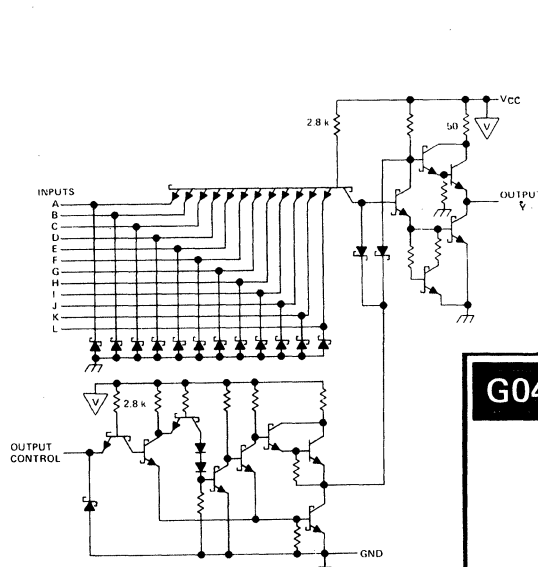 VCC
2.8 k
50
V
INPUTS
A
B
C
D
E
F
G
H
I
J
K
L
OUTPUT
Y
G04
V
2.8 k
OUTPUT
CONTROL
GND